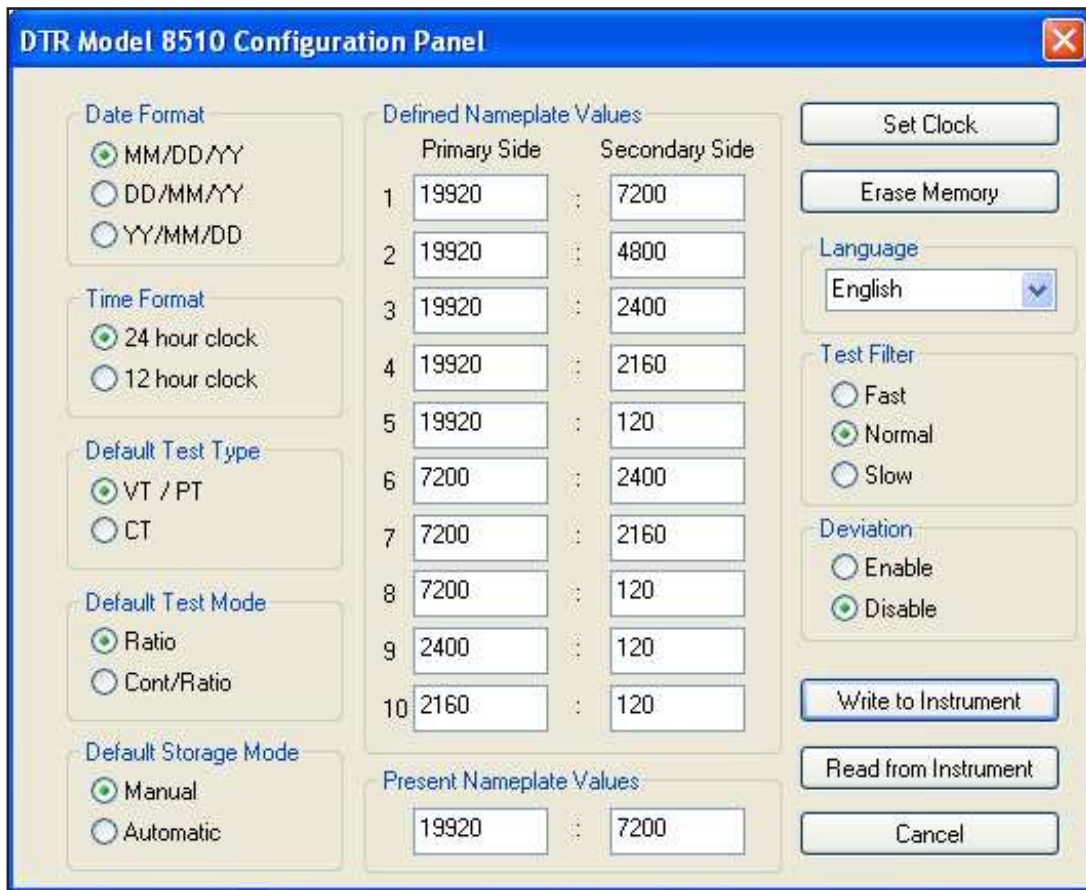 DTR Model 8510 Configuration Panel
Date Format
MM/DD/YY
DD/MM/YY
YY/MM/DD
Time Format
24 hour clock
12 hour clock
Default Test Type
VT / PT
CT
Default Test Mode
Ratio
Cont/Ratio
Default Storage Mode
Manual
Automatic
Defined Nameplate Values
Primary Side Secondary Side
1 19920 : 7200
2 19920 : 4800
3 19920 : 2400
4 19920 : 2160
5 19920 : 120
6 7200 : 2400
7 7200 : 2160
8 7200 : 120
9 2400 : 120
10 2160 : 120
Present Nameplate Values
19920 : 7200
Set Clock
Erase Memory
Language
English
Test Filter
Fast
Normal
Slow
Deviation
Enable
Disable
Write to Instrument
Read from Instrument
Cancel